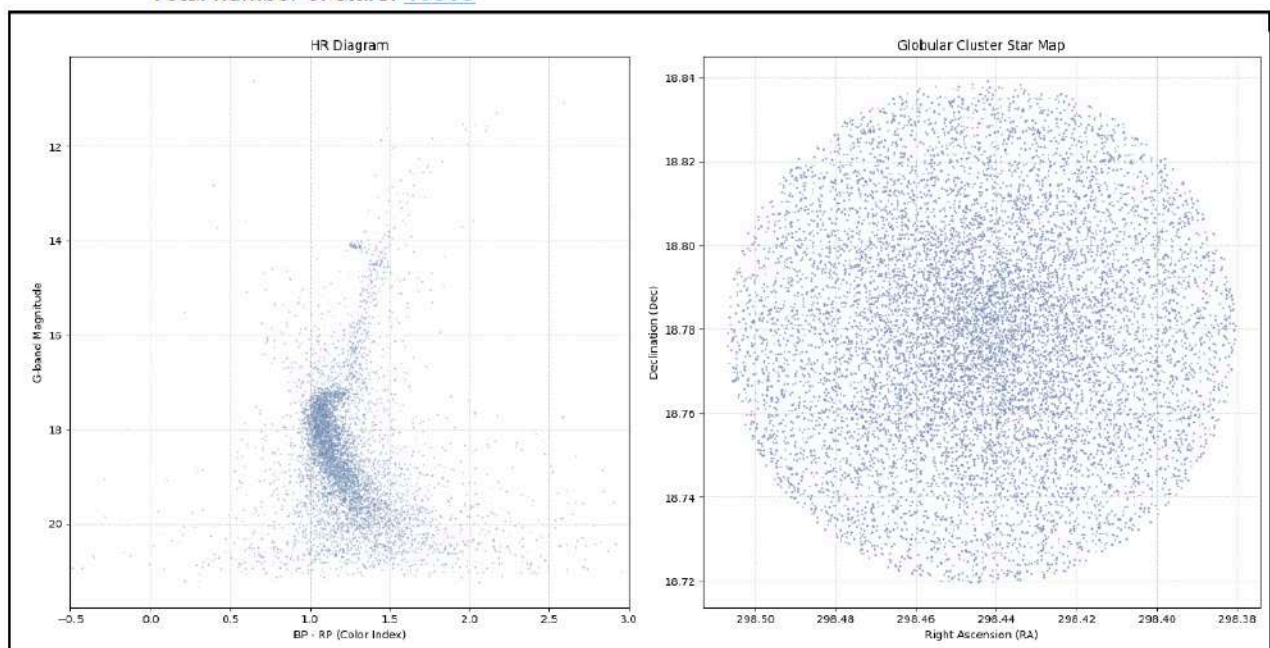 HR Diagram
12
14
16
18
20
G-band Magnitude
−0.5 0.0 0.5 1.0 1.5 2.0 2.5 3.0
BP - RP (Color Index)
Globular Cluster Star Map
18.84
18.82
18.80
18.78
18.76
18.74
18.72
Declination (Dec)
298.50 298.48 298.46 298.44 298.42 298.40 298.38
Right Ascension (RA)